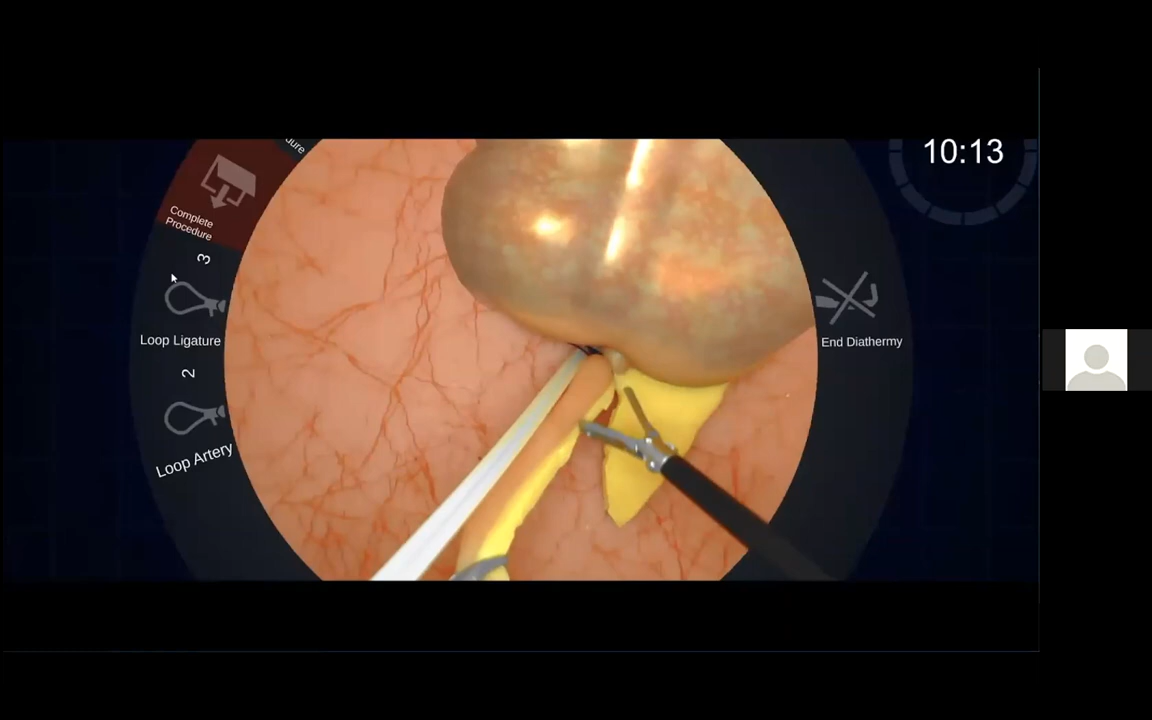 10:13
Complete
Procedure
3
Loop Ligature
End Diathermy
2
Loop Artery